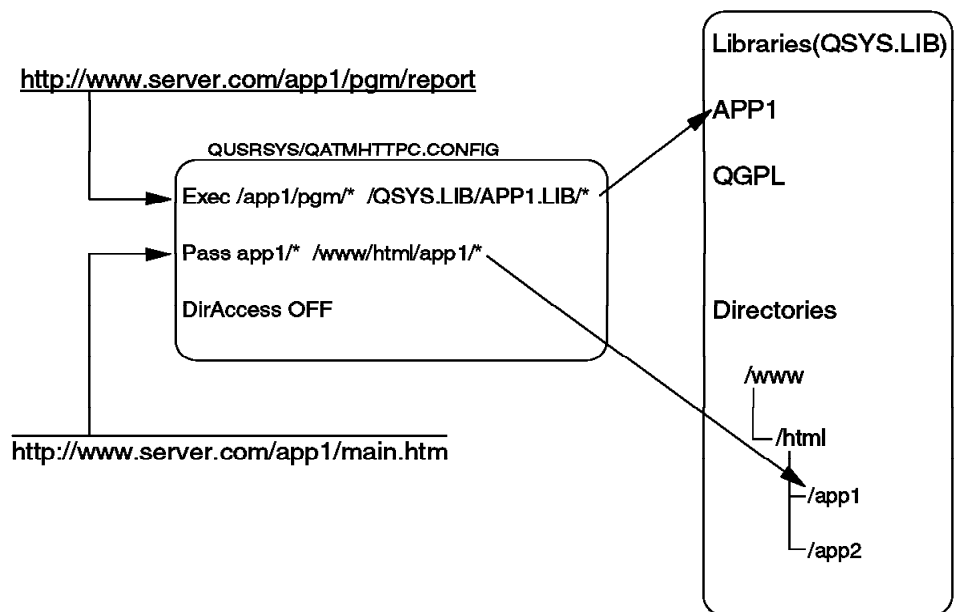 http://www.server.com/app1/pgm/report
QUSRSYS/QATMHTTPC.CONFIG
Exec /app1/pgm/* /QSYS.LIB/APP1.LIB/*
Pass app1/* /www/html/app1/*
DirAccess OFF
http://www.server.com/app1/main.htm
Libraries(QSYS.LIB)
APP1
QGPL
Directories
/www
/html
/app1
/app2